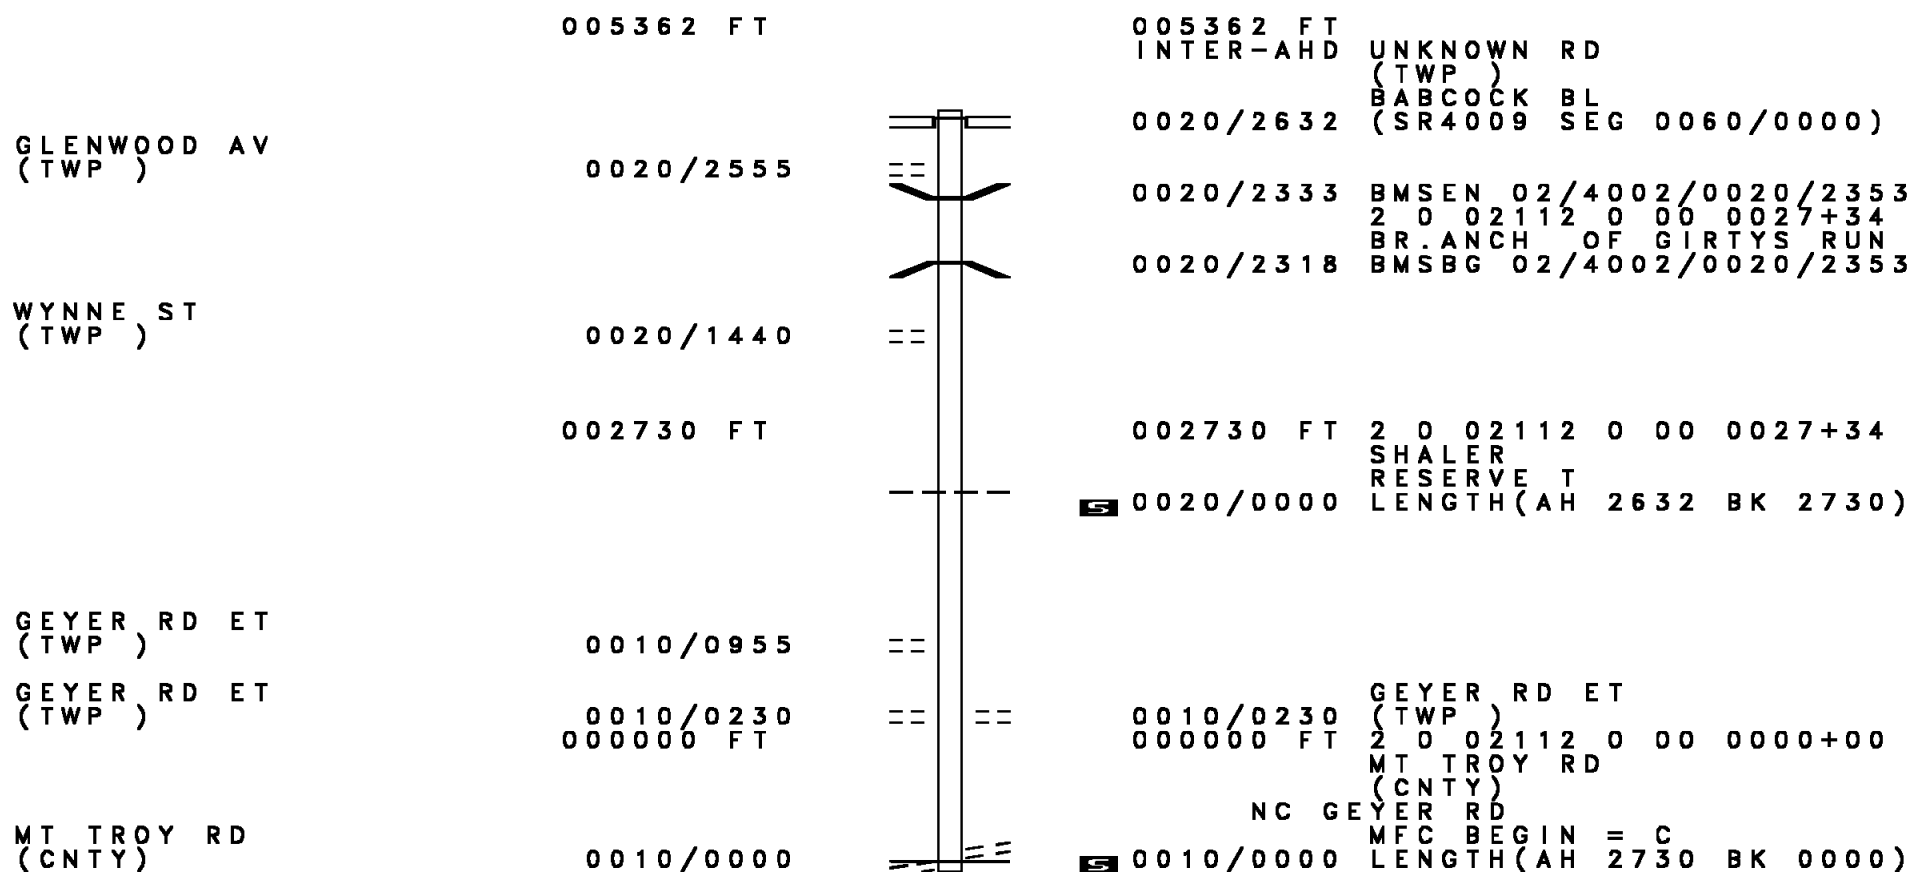 005362 FT 005362 FT
INTER-AHD UNKNOWN RD
(TWP )
BABCOCK BL
0020/2632 (SR4009 SEG 0060/0000)
GLENWOOD AV
(TWP ) 0020/2555
0020/2333 BMSEN 02/4002/0020/2353
2 0 02112 0 00 0027+34
BR.ANCH OF GIRTYS RUN
0020/2318 BMSBG 02/4002/0020/2353
WYNNE ST
(TWP ) 0020/1440
002730 FT 002730 FT 2 0 02112 0 00 0027+34
SHALER
RESERVE T
S 0020/0000 LENGTH(AH 2632 BK 2730)
GEYER RD ET
(TWP ) 0010/0955
GEYER RD ET GEYER RD ET
(TWP ) 0010/0230 0010/0230 (TWP )
000000 FT 000000 FT 2 0 02112 0 00 0000+00
MT TROY RD
(CNTY)
NC GEYER RD
MT TROY RD MFC BEGIN = C
(CNTY) 0010/0000 S 0010/0000 LENGTH(AH 2730 BK 0000)